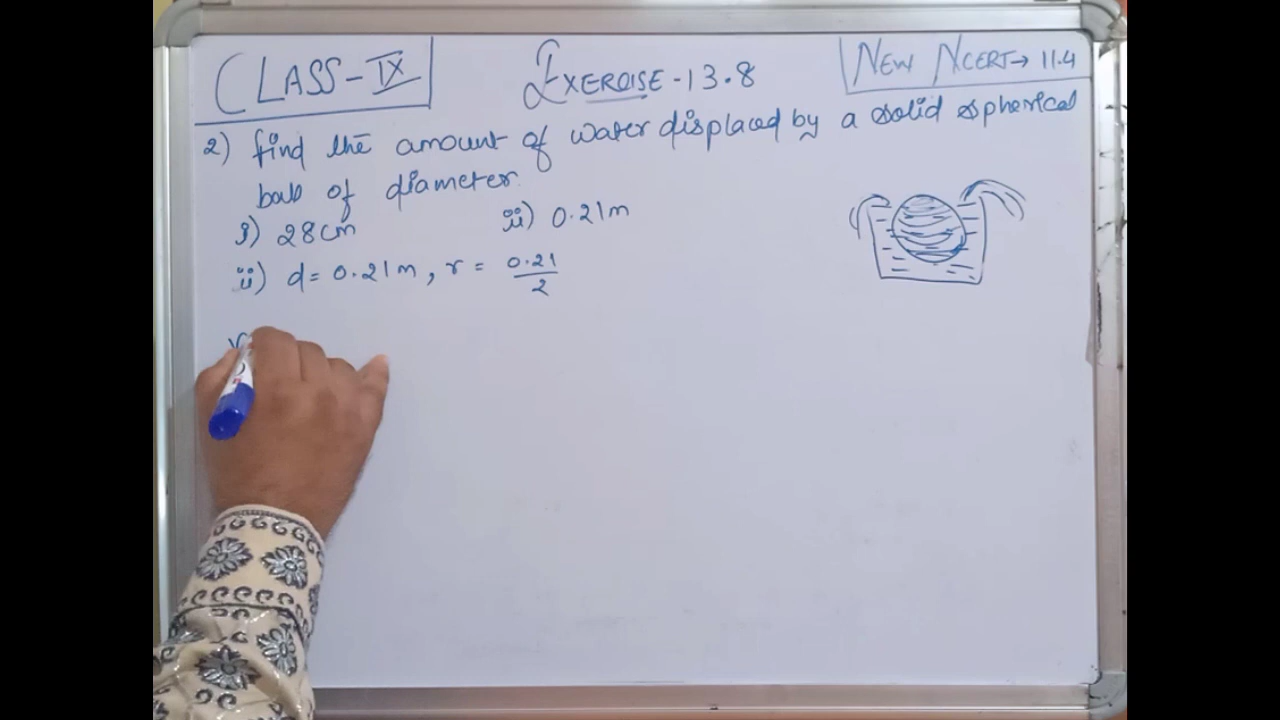 CLASS-IX
EXERCISE-13.8
NEW NCERT→ 11.4
2) find the amount of water displaced by a solid spherical
ball of diameter.
i) 28cm ii) 0.21m
ii) d= 0.21m, r = 0.21/2